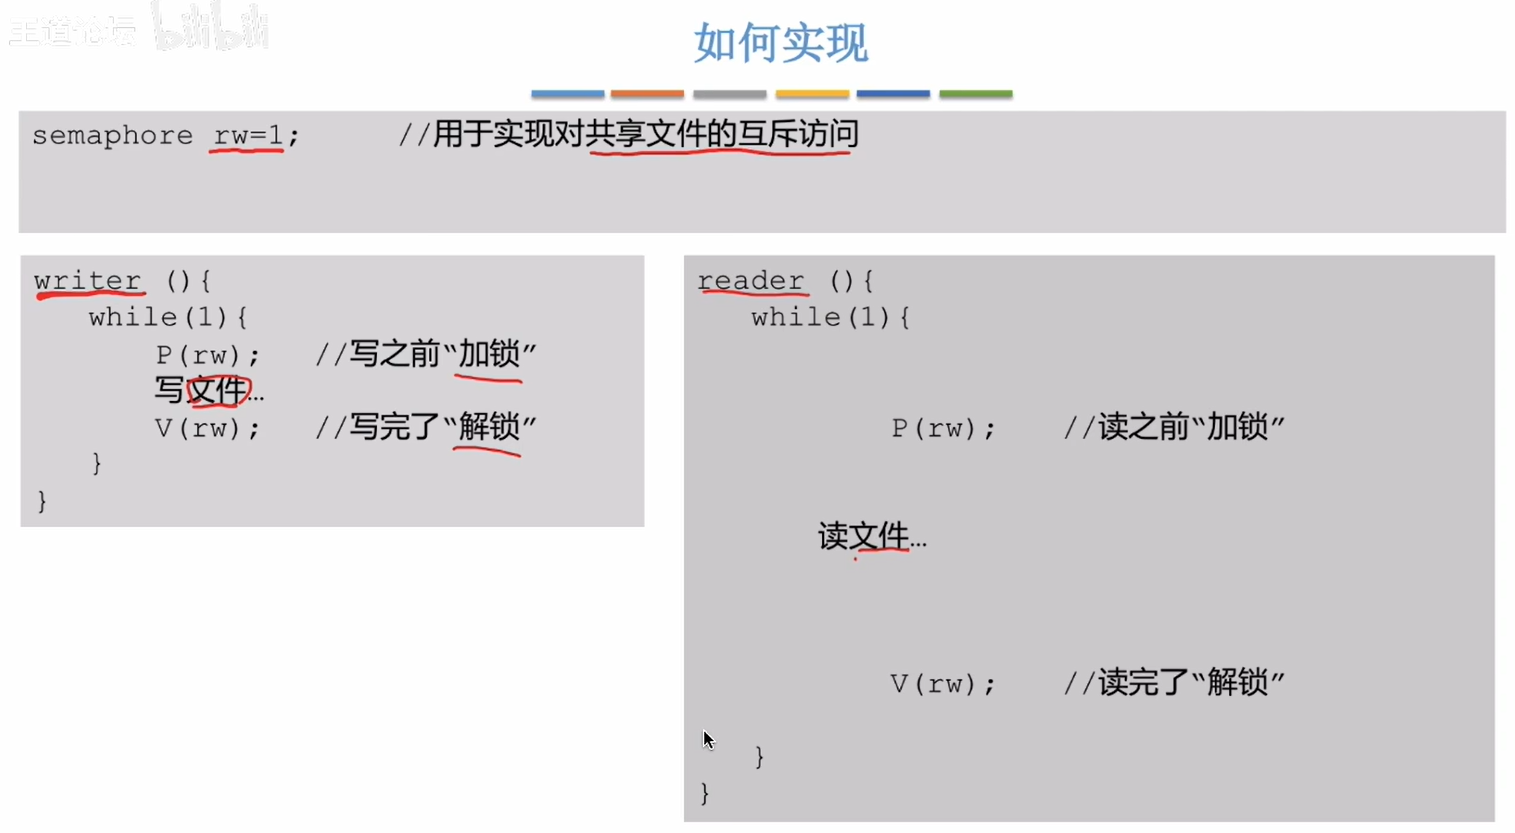 王道论坛 bilibili
如何实现
semaphore rw=1; //用于实现对共享文件的互斥访问
writer (){
while(1){
P(rw); //写之前“加锁”
写文件…
V(rw); //写完了“解锁”
}
}
reader (){
while(1){
P(rw); //读之前“加锁”
读文件…
V(rw); //读完了“解锁”
}
}